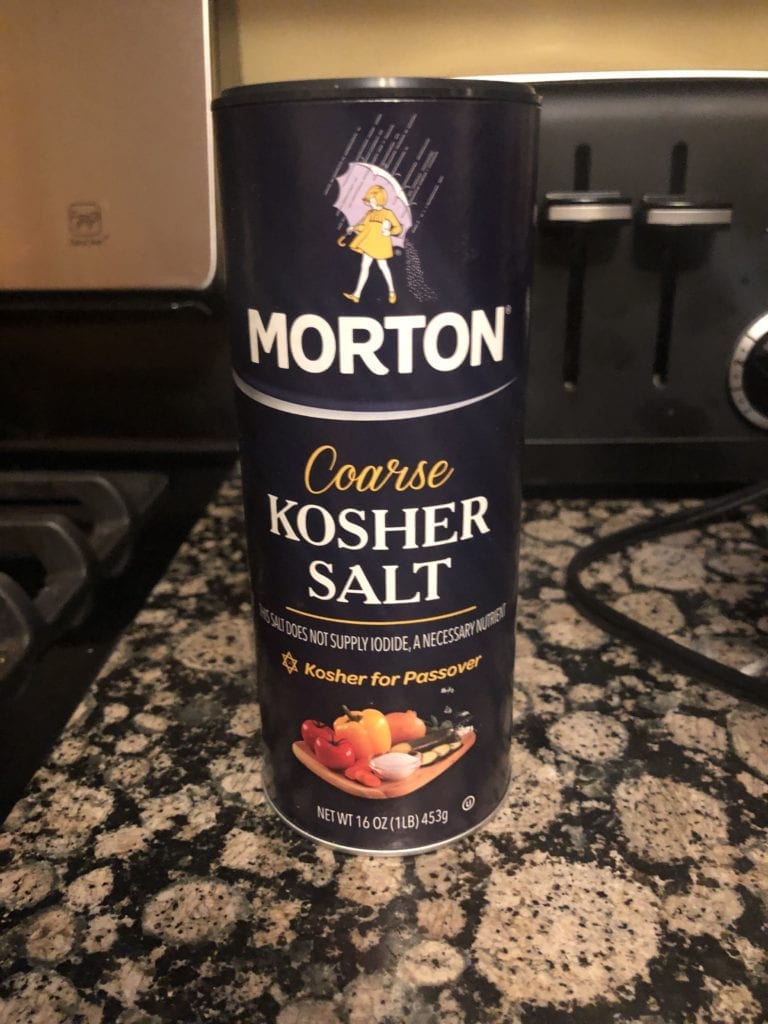 MORTON®
Coarse
KOSHER
SALT
THIS SALT DOES NOT SUPPLY IODIDE, A NECESSARY NUTRIENT
Kosher for Passover
NET WT 16 OZ (1LB) 453g
U